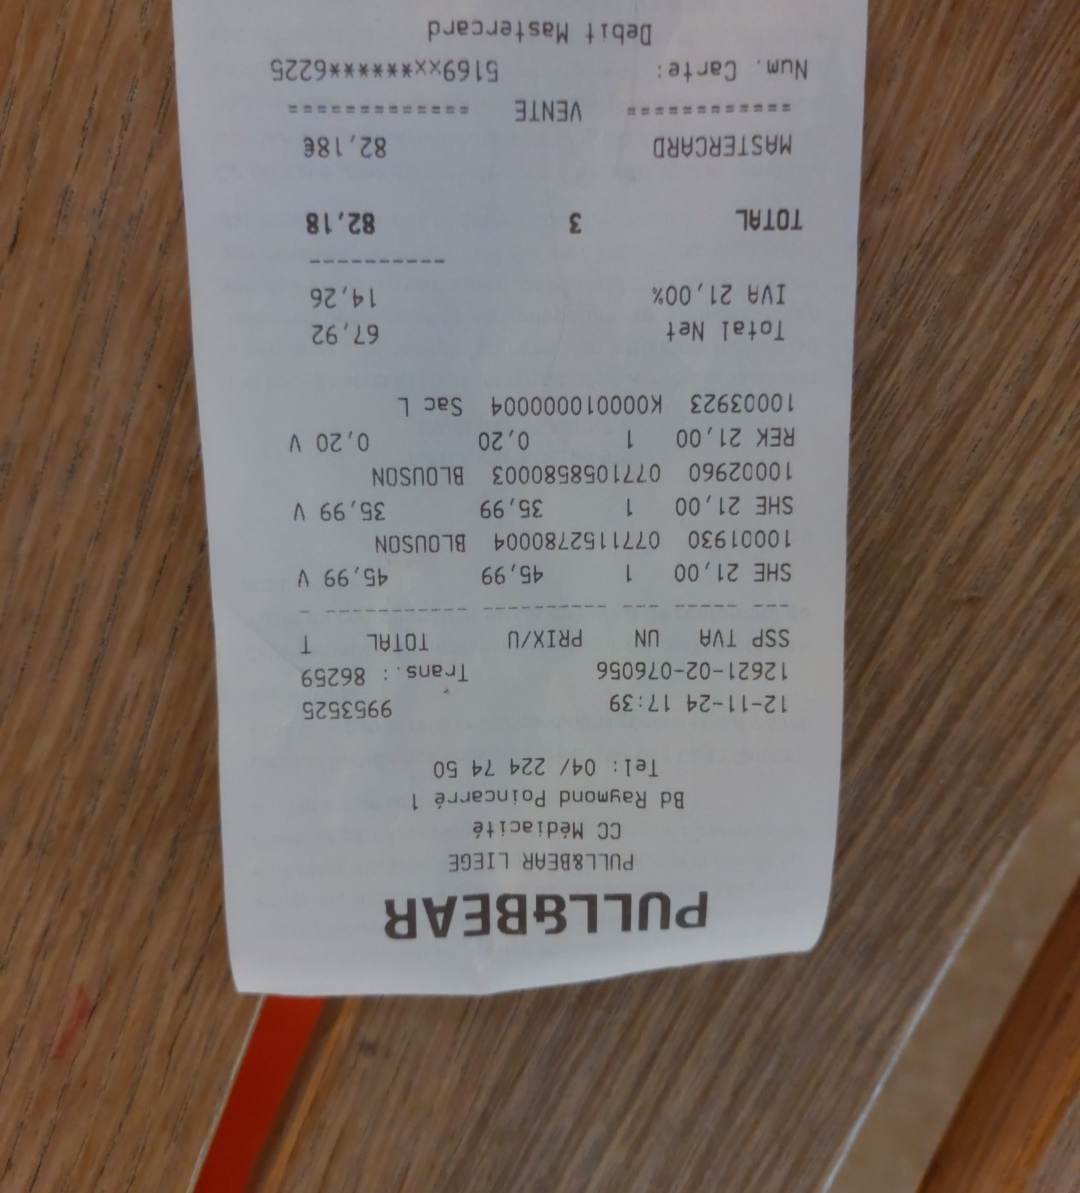 PULL&BEAR
PULL&BEAR LIEGE
CC Médiacité
Bd Raymond Poincarré 1
Tel: 04/ 224 74 50
12-11-24 17:39 9953525
12621-02-076056 Trans.: 86259
SSP TVA UN PRIX/U TOTAL T
--- ------ --- --------- ----------- -
SHE 21,00 1 45,99 45,99 V
10001930 07711152780004 BLOUSON
SHE 21,00 1 35,99 35,99 V
10002960 07710585800003 BLOUSON
REK 21,00 1 0,20 0,20 V
10003923 K0000100000004 Sac L
Total Net 67,92
IVA 21,00% 14,26
----------
TOTAL 3 82,18
MASTERCARD 82,18€
============ VENTE =============
Num. Carte: 5169xx******6225
Debit Mastercard